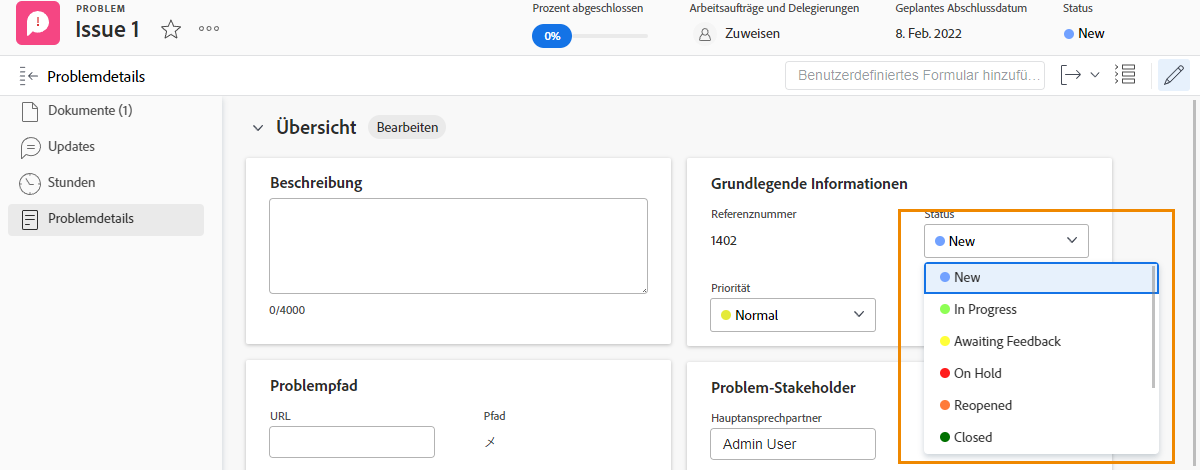 PROBLEM
Issue 1
Prozent abgeschlossen
0%
Arbeitsaufträge und Delegierungen
Zuweisen
Geplantes Abschlussdatum
8. Feb. 2022
Status
New
Problemdetails
Benutzerdefiniertes Formular hinzufü...
Dokumente (1)
Updates
Stunden
Problemdetails
Übersicht
Bearbeiten
Beschreibung
0/4000
Grundlegende Informationen
Referenznummer
1402
Status
New
New
In Progress
Awaiting Feedback
On Hold
Reopened
Closed
Priorität
Normal
Problempfad
URL
Pfad
Problem-Stakeholder
Hauptansprechpartner
Admin User